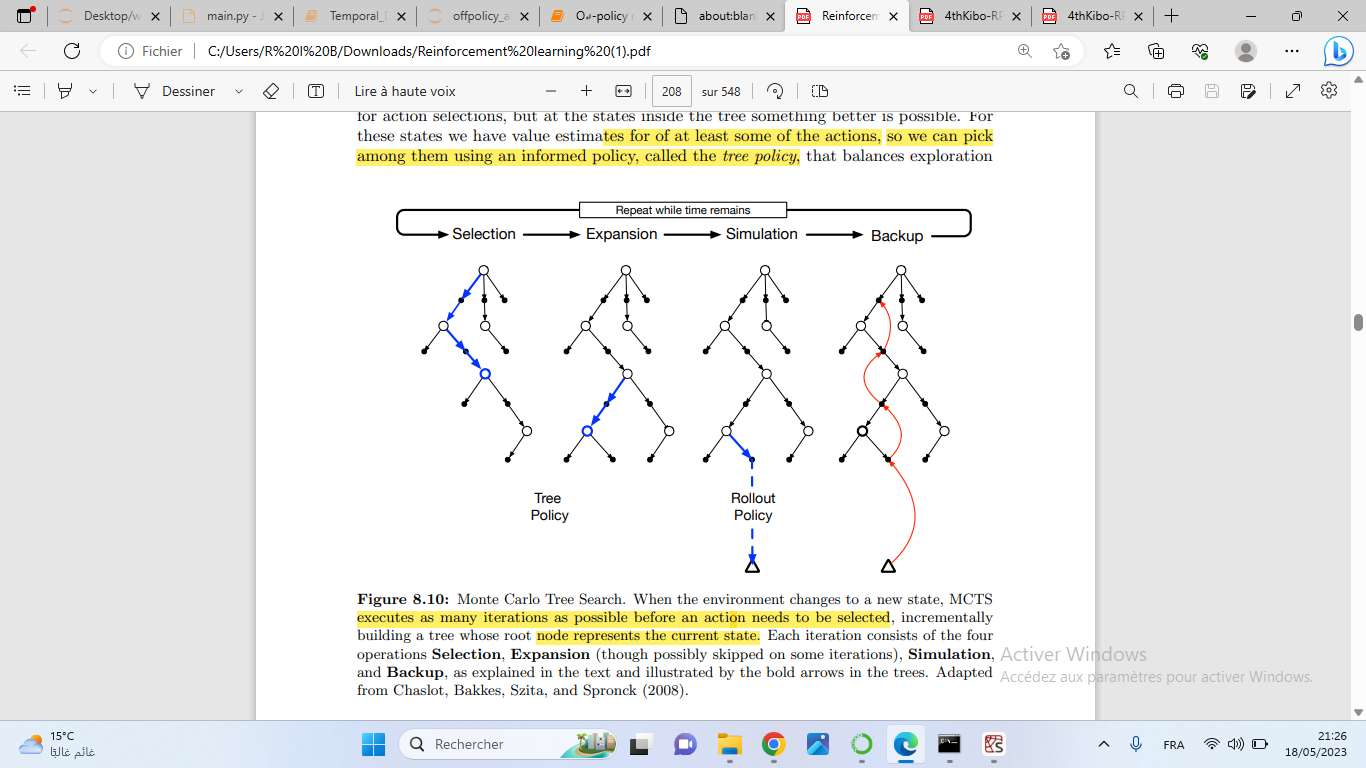 Desktop/w
main.py - J
Temporal_D
offpolicy_a
Off-policy m
about:blan
Reinforcem
4thKibo-RP
4thKibo-RP
Fichier
C:/Users/R%20I%20B/Downloads/Reinforcement%20learning%20(1).pdf
Dessiner
Lire à haute voix
208
sur 548
for action selections, but at the states inside the tree something better is possible. For
these states we have value estimates for of at least some of the actions, so we can pick
among them using an informed policy, called the tree policy, that balances exploration
Repeat while time remains
Selection
Expansion
Simulation
Backup
Tree
Policy
Rollout
Policy
Figure 8.10: Monte Carlo Tree Search. When the environment changes to a new state, MCTS
executes as many iterations as possible before an action needs to be selected, incrementally
building a tree whose root node represents the current state. Each iteration consists of the four
operations Selection, Expansion (though possibly skipped on some iterations), Simulation,
and Backup, as explained in the text and illustrated by the bold arrows in the trees. Adapted
from Chaslot, Bakkes, Szita, and Spronck (2008).
Activer Windows
Accédez aux paramètres pour activer Windows.
15°C
غائم غالبًا
Rechercher
FRA
21:26
18/05/2023